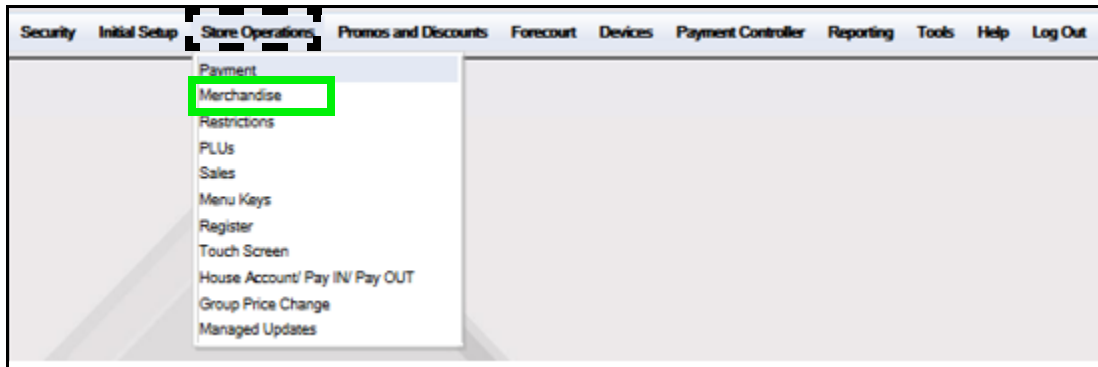 Security Initial Setup Store Operations Promos and Discounts Forecourt Devices Payment Controller Reporting Tools Help Log Out
Payment
Merchandise
Restrictions
PLUs
Sales
Menu Keys
Register
Touch Screen
House Account/ Pay IN/ Pay OUT
Group Price Change
Managed Updates